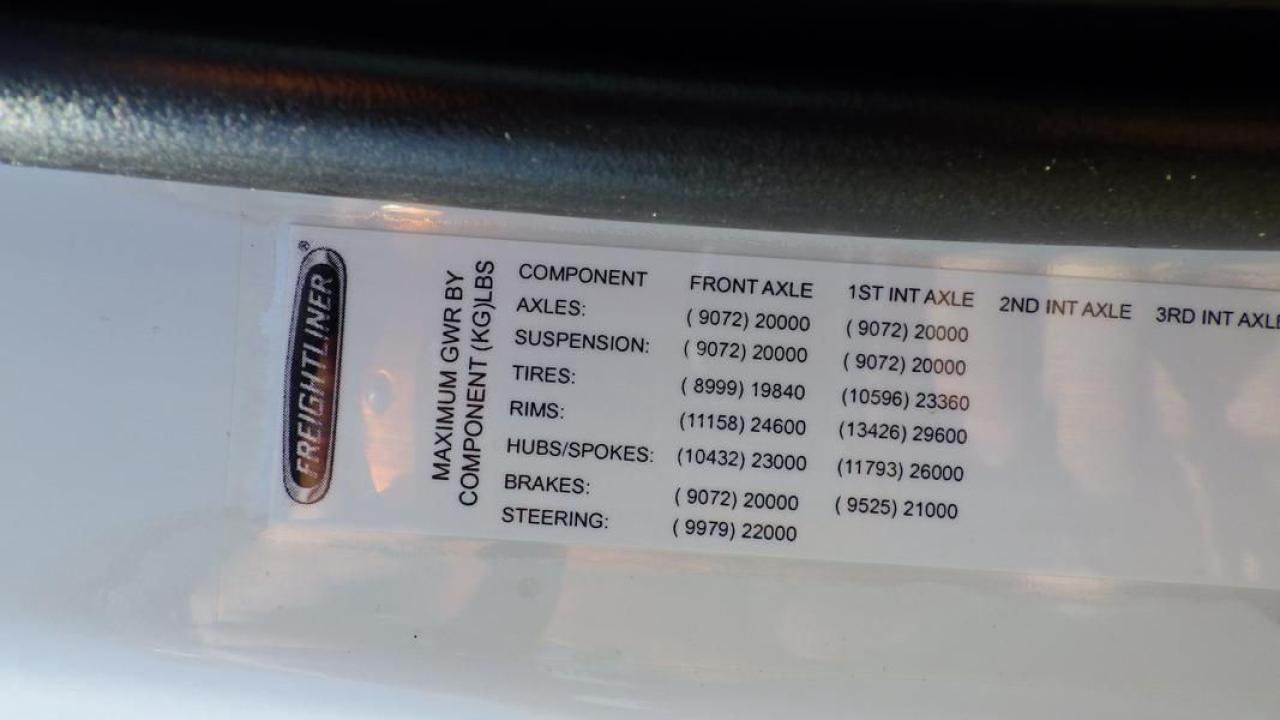 FREIGHTLINER®
MAXIMUM GWR BY
COMPONENT (KG)LBS
COMPONENT FRONT AXLE 1ST INT AXLE 2ND INT AXLE 3RD INT AXLE
AXLES: ( 9072) 20000 ( 9072) 20000
SUSPENSION: ( 9072) 20000 ( 9072) 20000
TIRES: ( 8999) 19840 (10596) 23360
RIMS: (11158) 24600 (13426) 29600
HUBS/SPOKES: (10432) 23000 (11793) 26000
BRAKES: ( 9072) 20000 ( 9525) 21000
STEERING: ( 9979) 22000